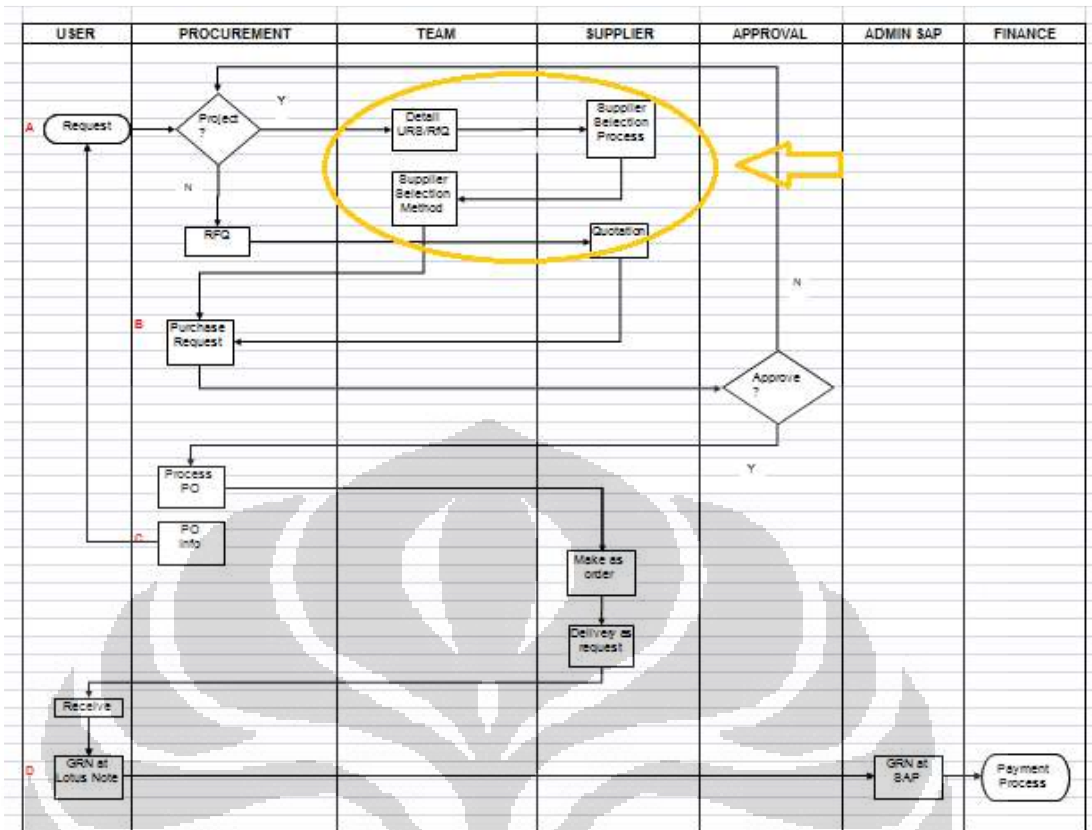 USER PROCUREMENT TEAM SUPPLIER APPROVAL ADMIN SAP FINANCE
A
Request
Project
?
Y
Detail
URS/RfQ
Supplier
Selection
Process
N
Supplier
Selection
Method
RFQ
Quotation
N
B
Purchase
Request
Approve
?
Y
Process
PO
C
PO
Info
Make as
order
Delivery as
request
Receive
D
GRN at
Lotus Note
GRN at
SAP
Payment
Process